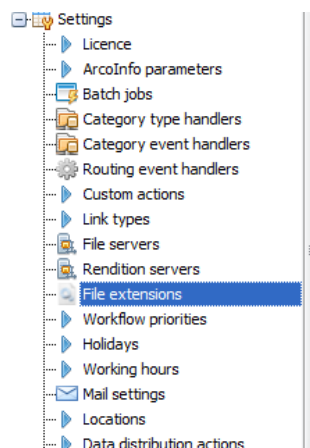 Settings
Licence
ArcoInfo parameters
Batch jobs
Category type handlers
Category event handlers
Routing event handlers
Custom actions
Link types
File servers
Rendition servers
File extensions
Workflow priorities
Holidays
Working hours
Mail settings
Locations
Data distribution actions